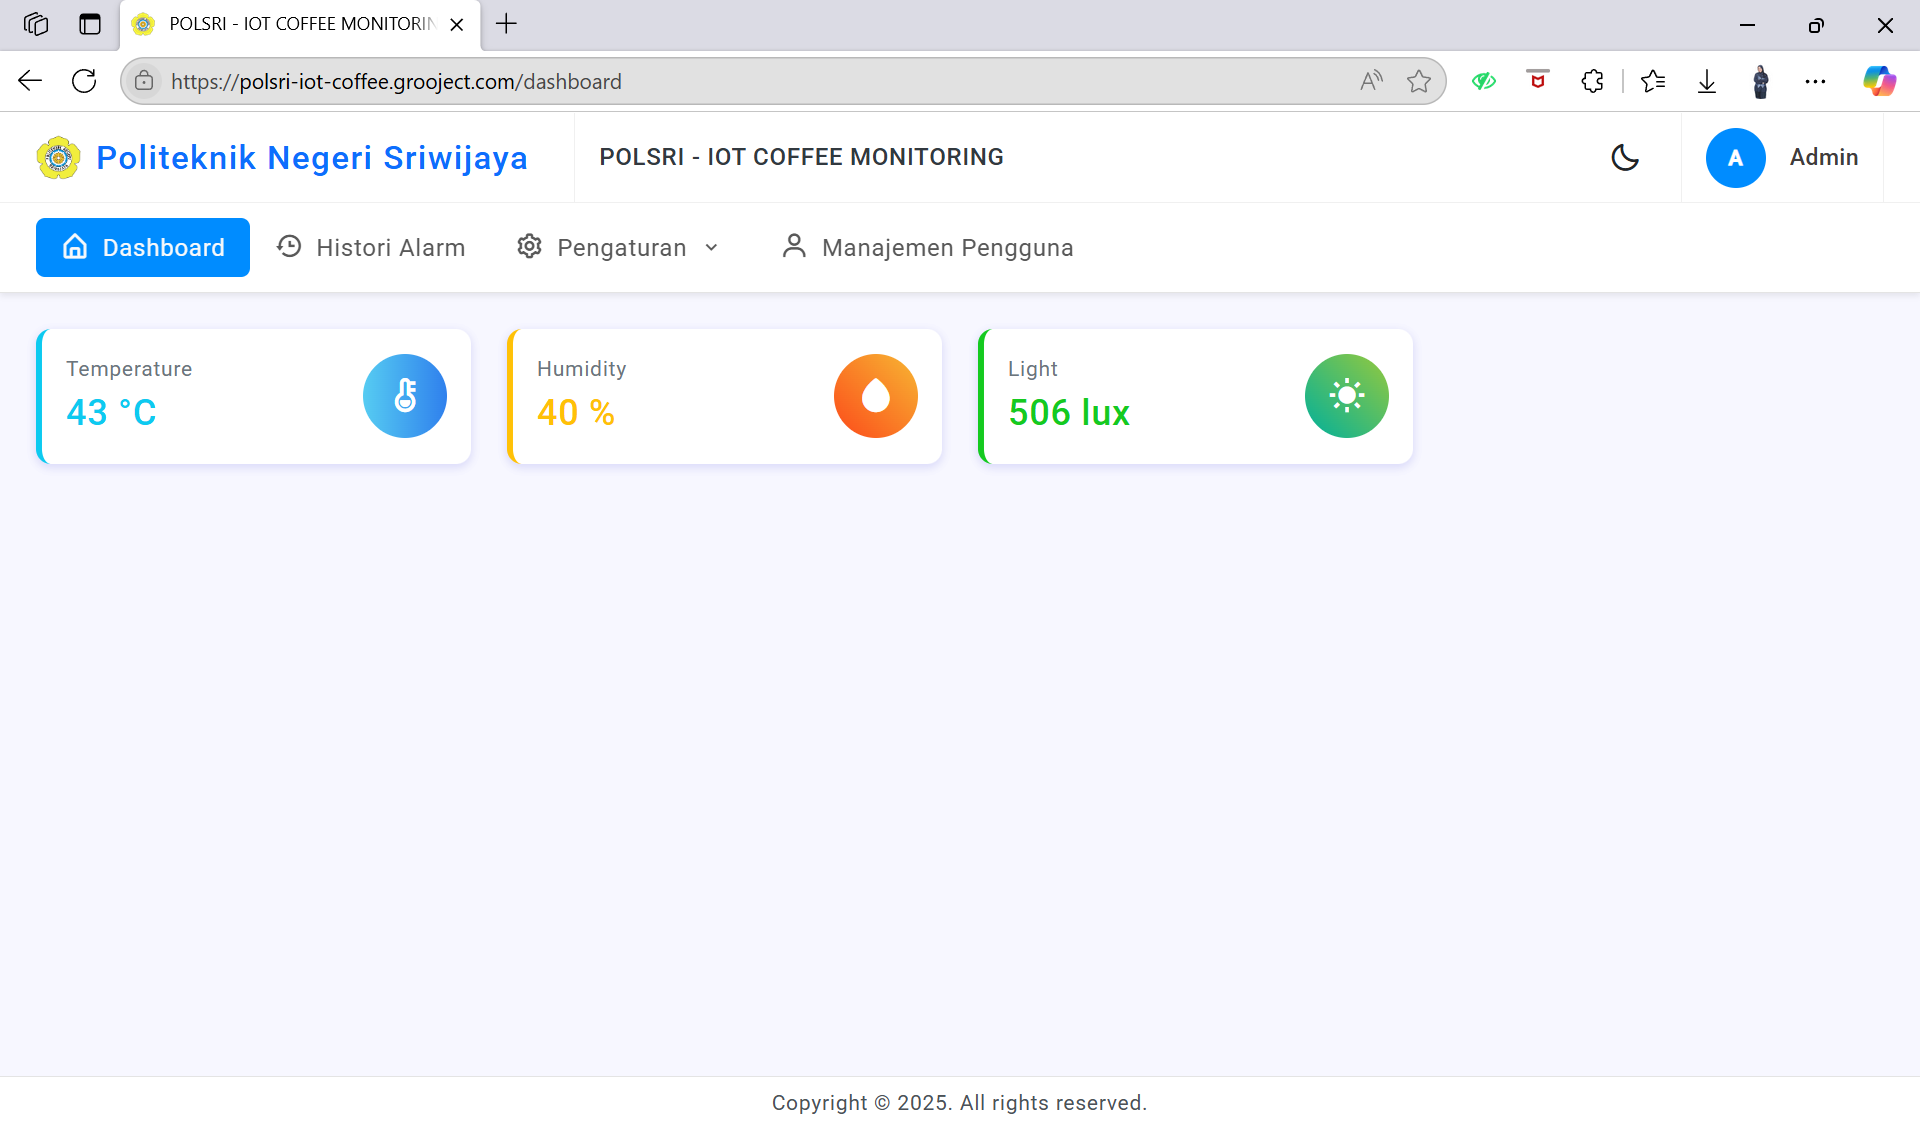 POLSRI - IOT COFFEE MONITORIN
https://polsri-iot-coffee.grooject.com/dashboard
Politeknik Negeri Sriwijaya
POLSRI - IOT COFFEE MONITORING
A
Admin
Dashboard
Histori Alarm
Pengaturan
Manajemen Pengguna
Temperature
43 °C
Humidity
40 %
Light
506 lux
Copyright © 2025. All rights reserved.